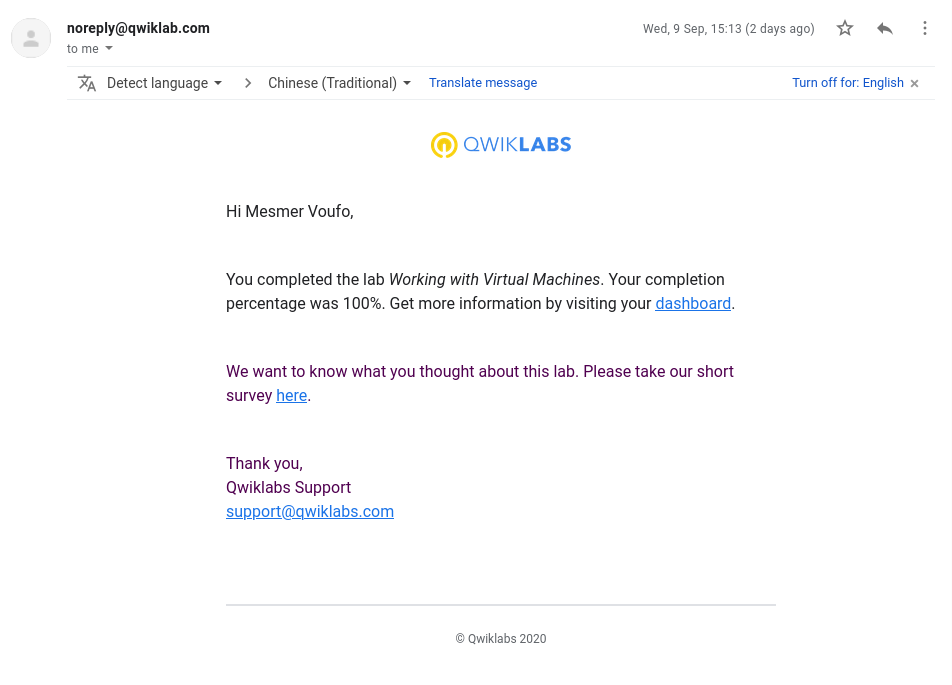 noreply@qwiklab.com
Wed, 9 Sep, 15:13 (2 days ago)
to me
Detect language
Chinese (Traditional)
Translate message
Turn off for: English
QWIKLABS
Hi Mesmer Voufo,
You completed the lab Working with Virtual Machines. Your completion
percentage was 100%. Get more information by visiting your dashboard.
We want to know what you thought about this lab. Please take our short
survey here.
Thank you,
Qwiklabs Support
support@qwiklabs.com
© Qwiklabs 2020